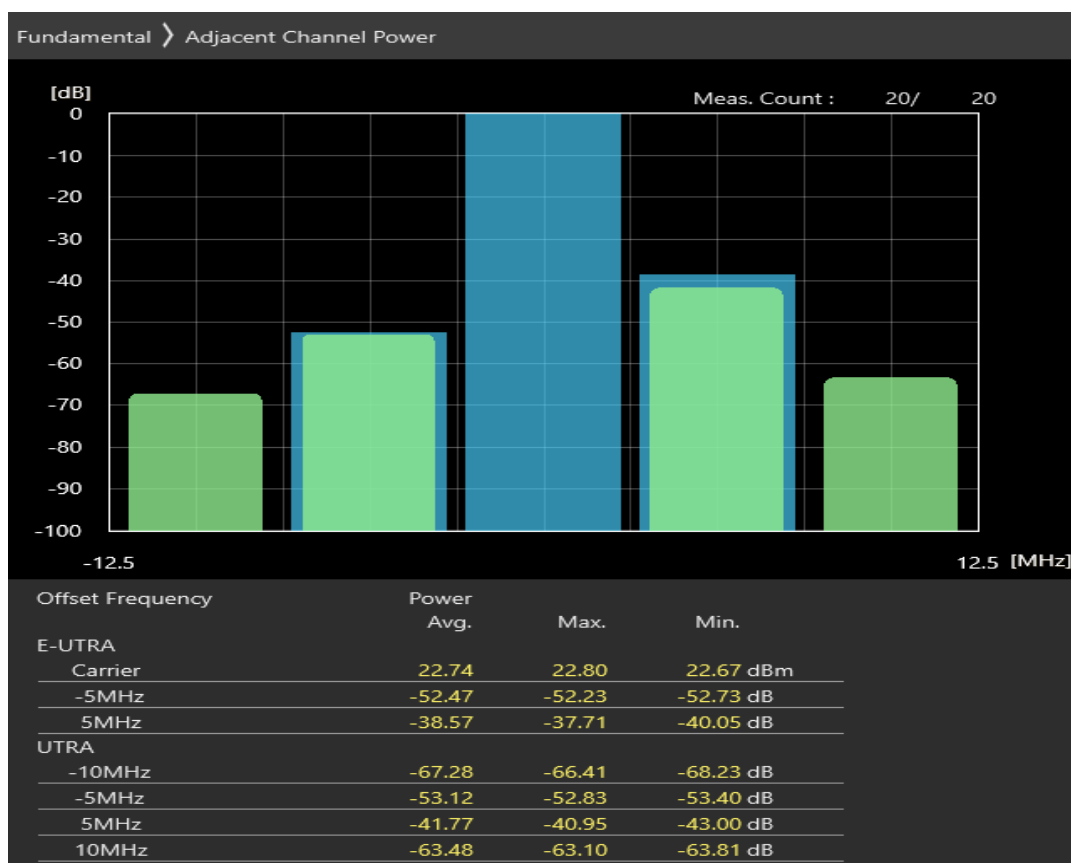 Fundamental ❯ Adjacent Channel Power
[dB]
Meas. Count : 20/ 20
0
-10
-20
-30
-40
-50
-60
-70
-80
-90
-100
-12.5 12.5 [MHz]
Offset Frequency Power
Avg. Max. Min.
E-UTRA
Carrier 22.74 22.80 22.67 dBm
-5MHz -52.47 -52.23 -52.73 dB
5MHz -38.57 -37.71 -40.05 dB
UTRA
-10MHz -67.28 -66.41 -68.23 dB
-5MHz -53.12 -52.83 -53.40 dB
5MHz -41.77 -40.95 -43.00 dB
10MHz -63.48 -63.10 -63.81 dB